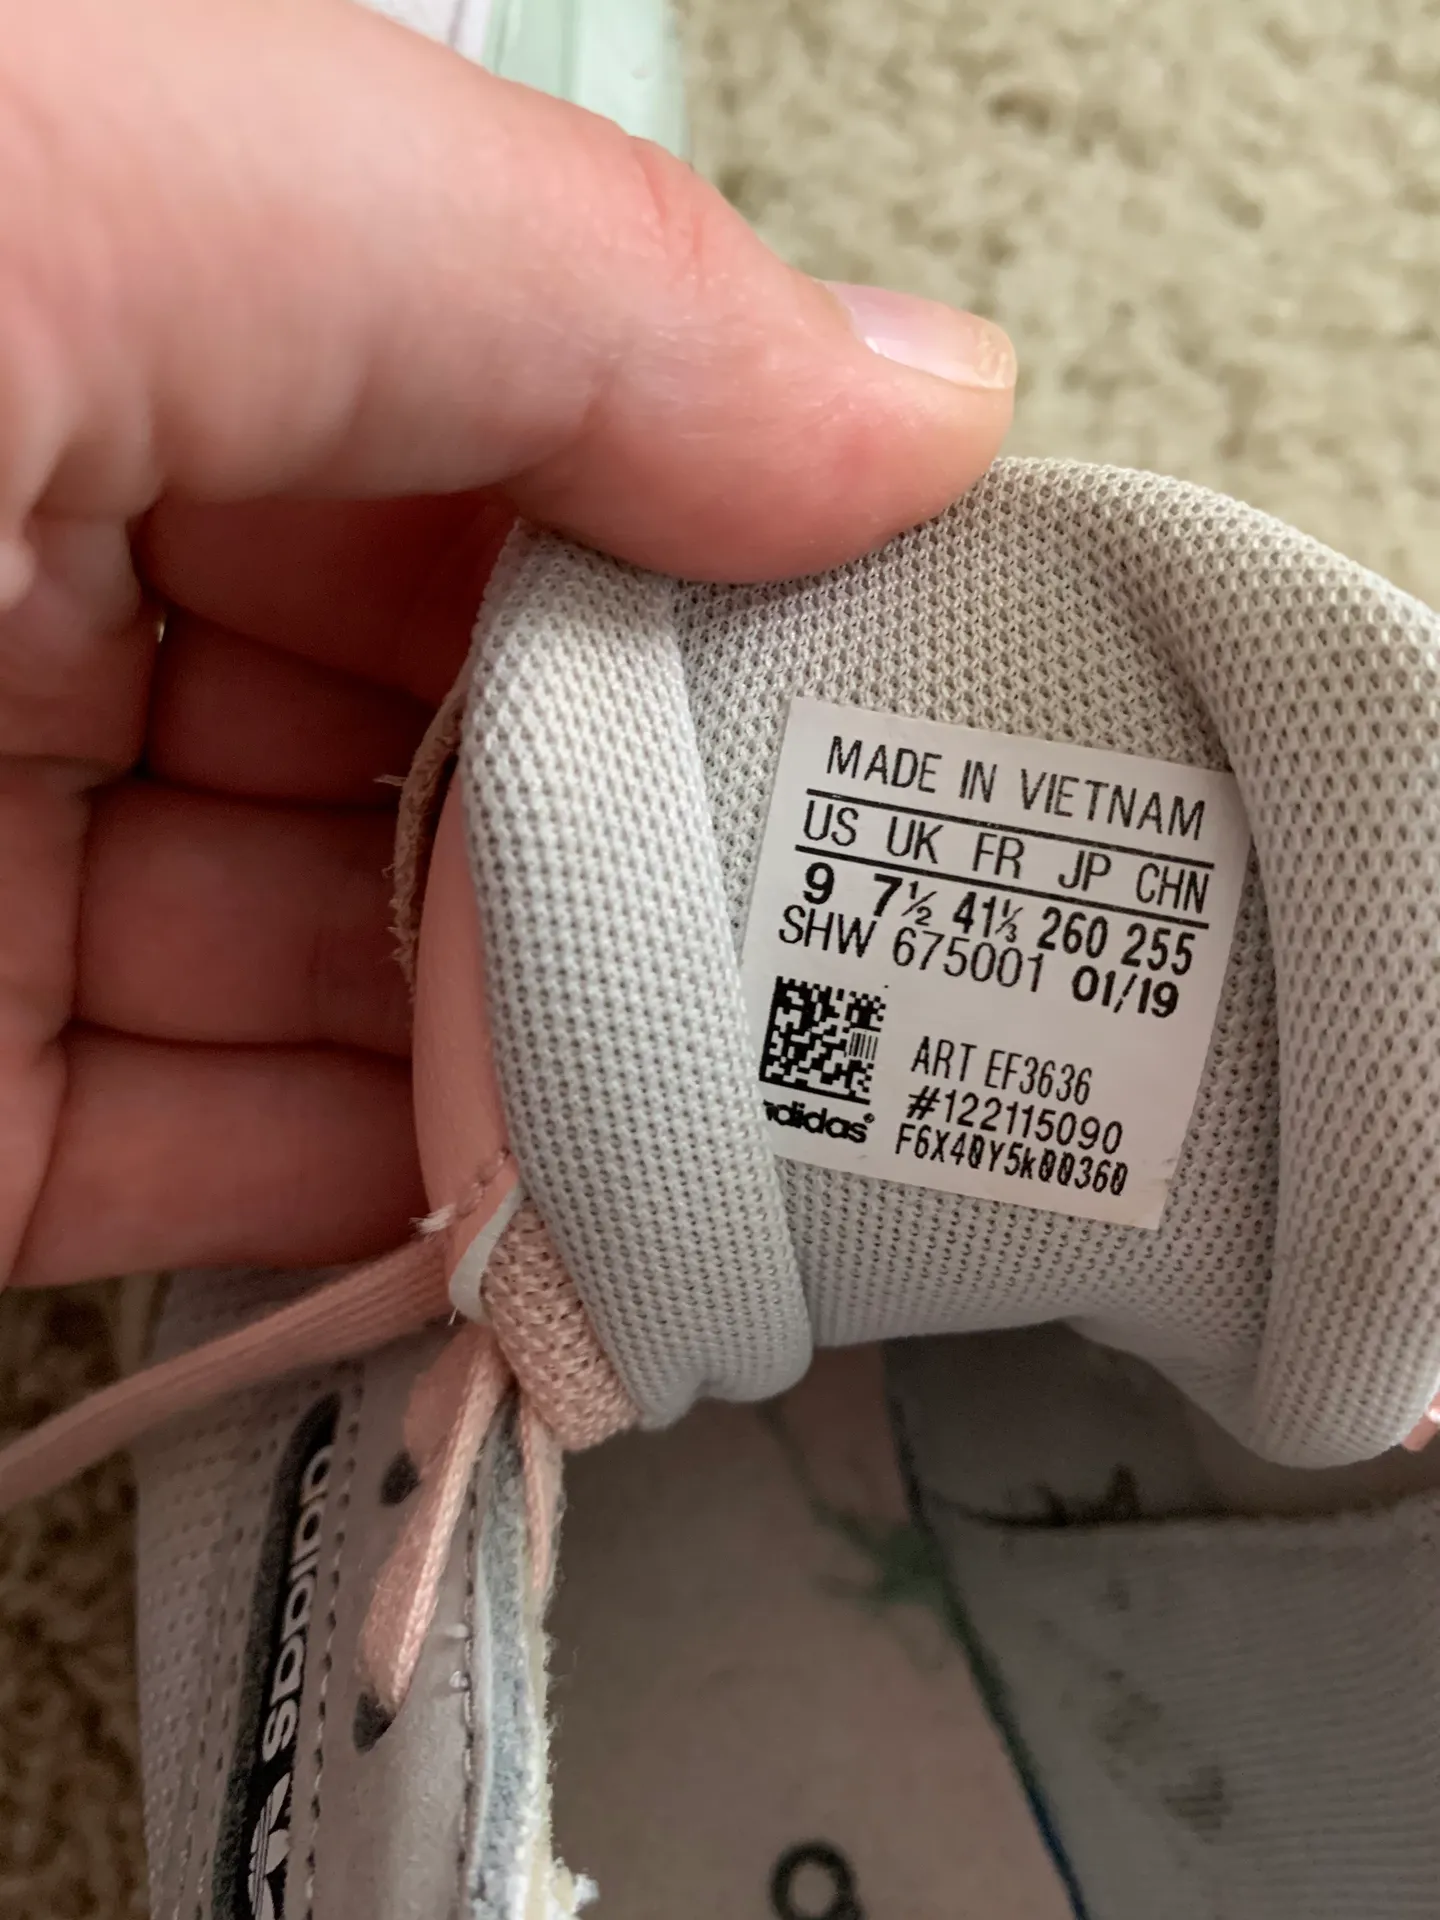 MADE IN VIETNAM
US UK FR JP CHN
9 7½ 41⅓ 260 255
SHW 675001 01/19
ART EF3636
#122115090
adidas®
F6X40Y5k00360
adidas